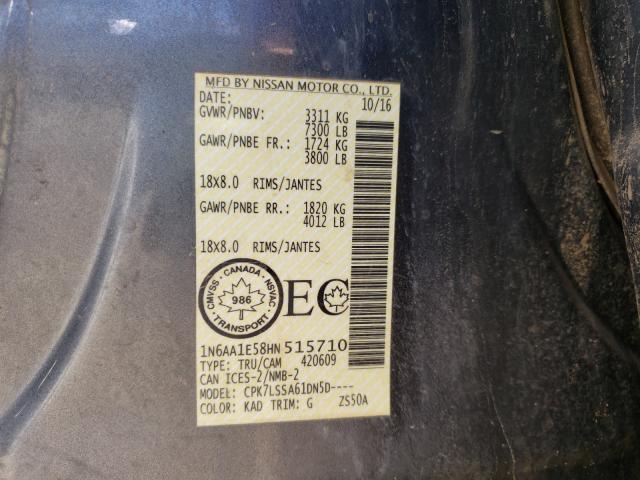 MFD BY NISSAN MOTOR CO., LTD.
DATE: 10/16
GVWR/PNBV: 3311 KG
7300 LB
GAWR/PNBE FR.: 1724 KG
3800 LB
18X8.0 RIMS/JANTES
GAWR/PNBE RR.: 1820 KG
4012 LB
18X8.0 RIMS/JANTES
CMVSS · CANADA · NSVAC
986
TRANSPORT
EC
1N6AA1E58HN515710
TYPE: TRU/CAM 420609
CAN ICES-2/NMB-2
MODEL: CPK7LSSA61DN5D----
COLOR: KAD TRIM: G ZS50A